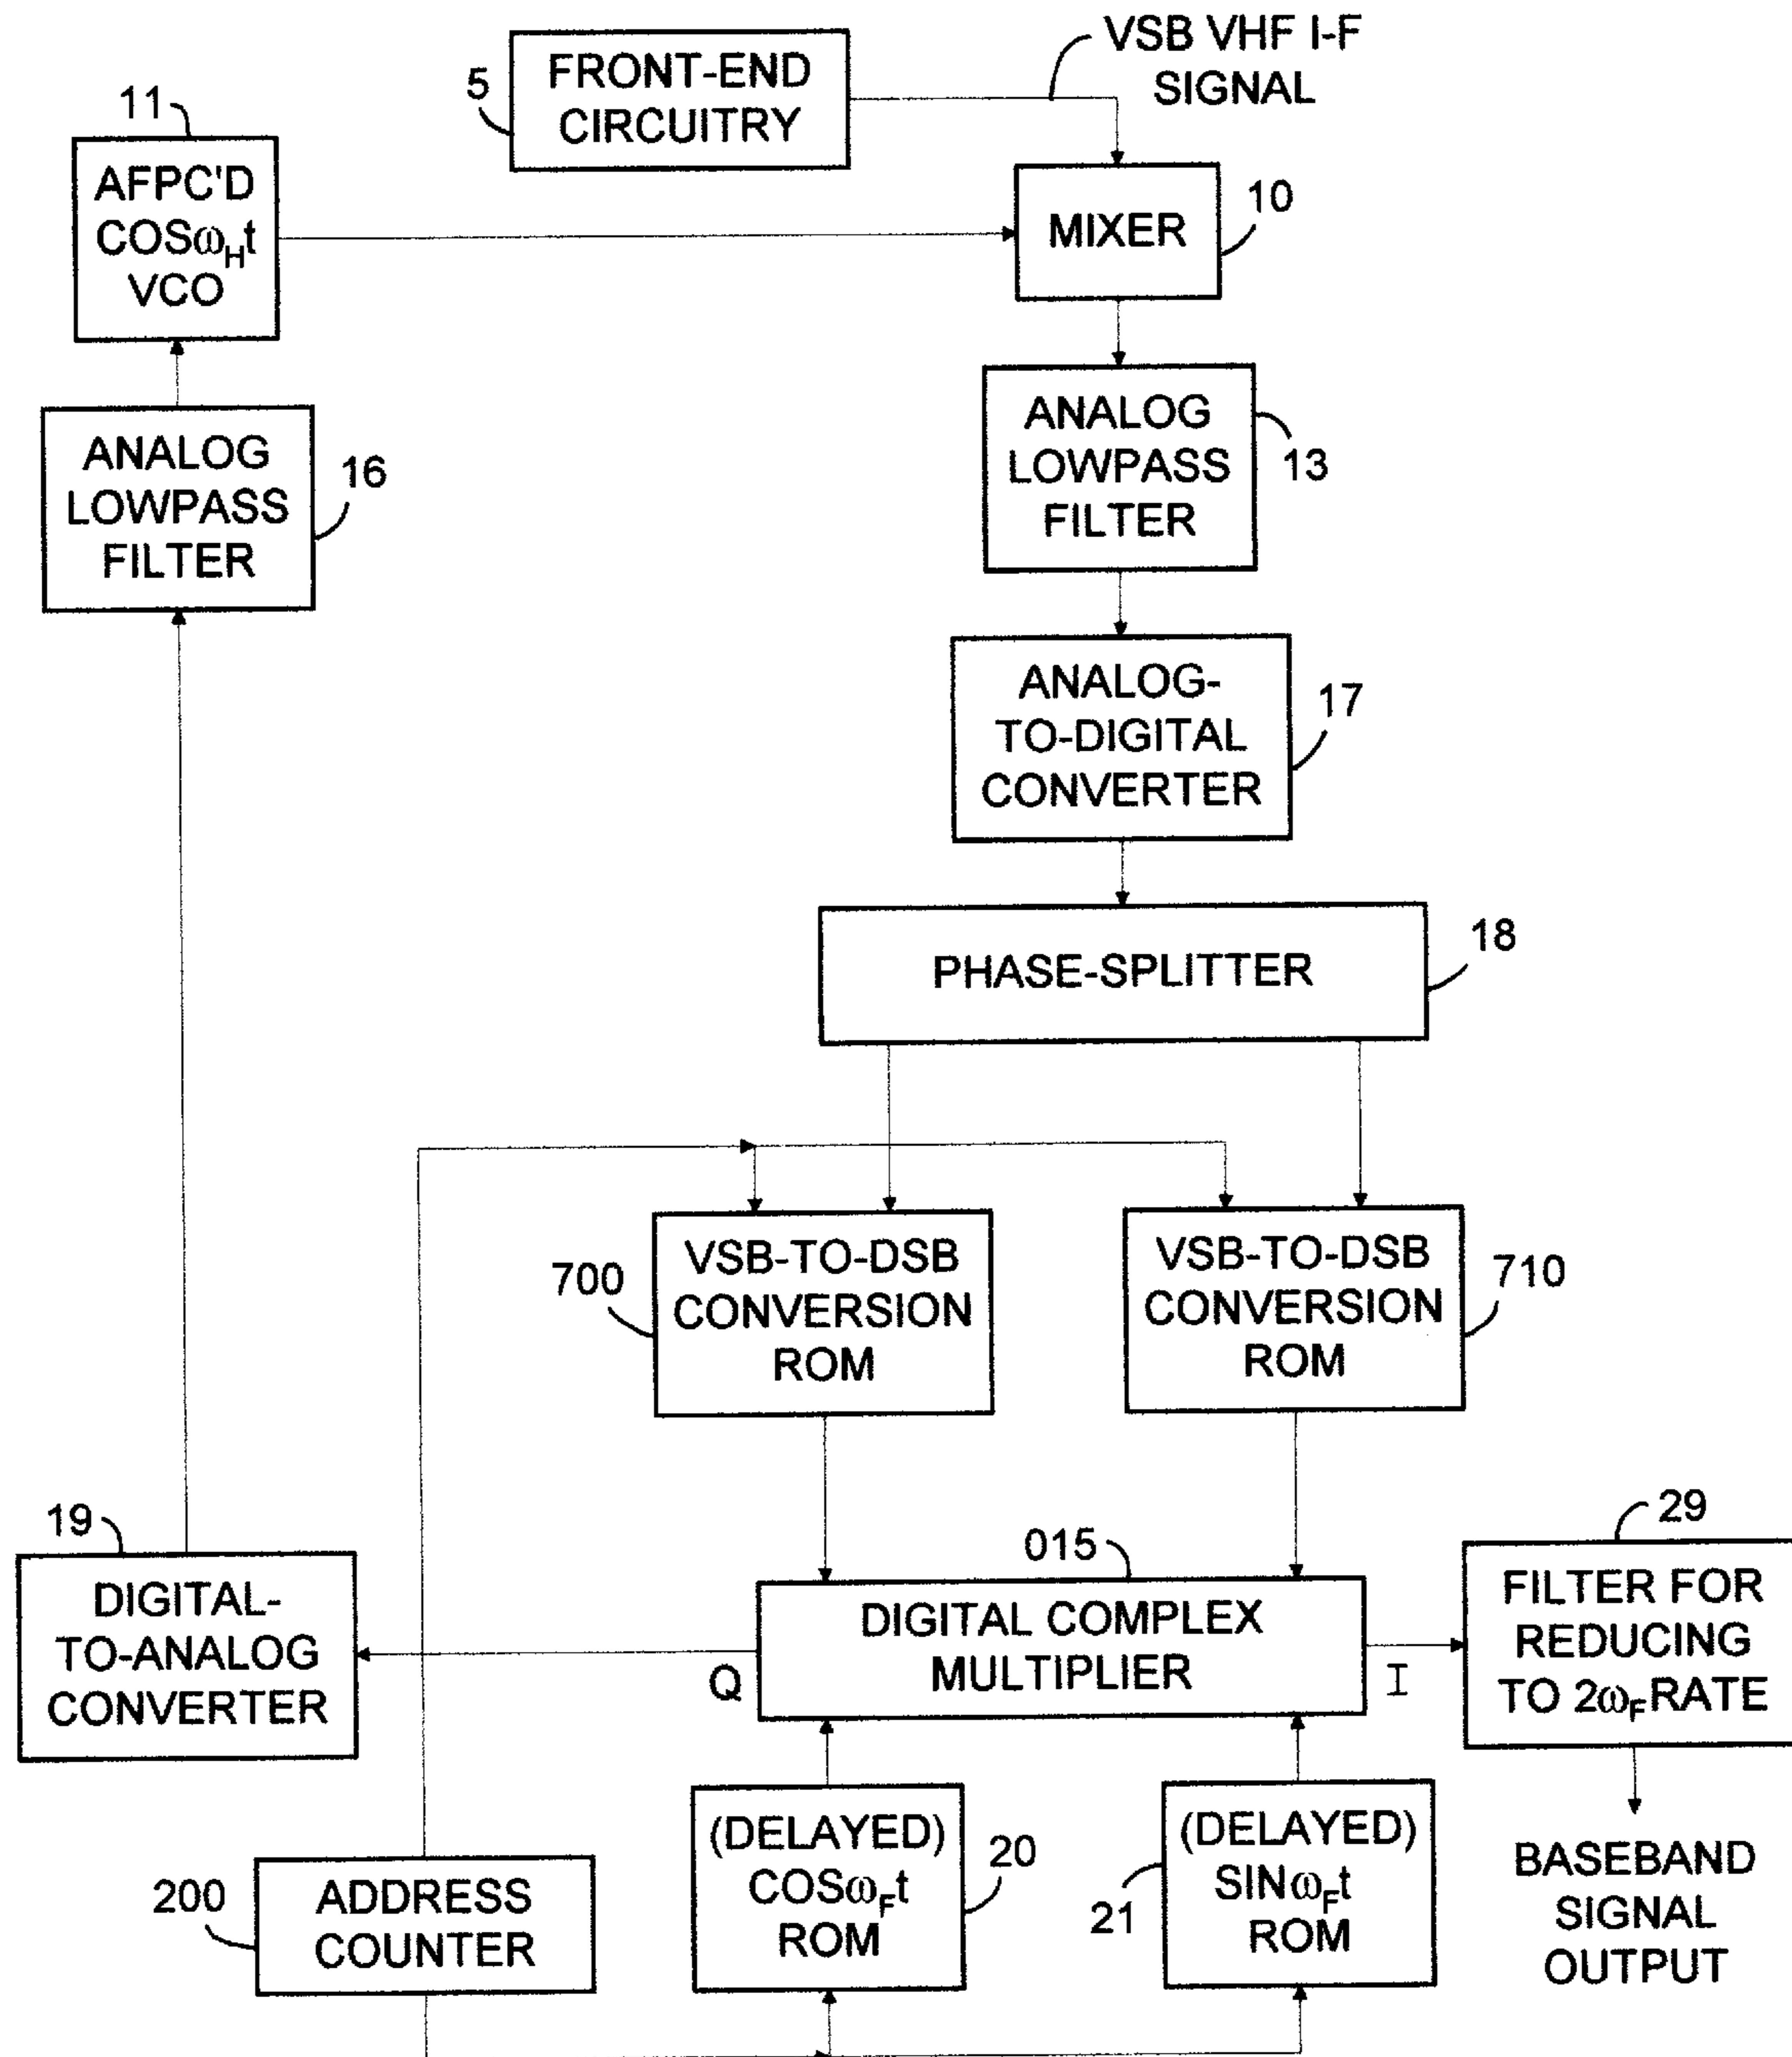 VSB VHF I-F
SIGNAL
5
FRONT-END
CIRCUITRY
11
AFPC'D
COSωHt
VCO
10
MIXER
ANALOG
LOWPASS
FILTER
13
ANALOG
LOWPASS
FILTER
16
ANALOG-
TO-DIGITAL
CONVERTER
17
PHASE-SPLITTER
18
700
VSB-TO-DSB
CONVERSION
ROM
VSB-TO-DSB
CONVERSION
ROM
710
19
DIGITAL-
TO-ANALOG
CONVERTER
Q
015
DIGITAL COMPLEX
MULTIPLIER
I
29
FILTER FOR
REDUCING
TO 2ωF RATE
200
ADDRESS
COUNTER
(DELAYED)
COSωFt
ROM
20
21
(DELAYED)
SINωFt
ROM
BASEBAND
SIGNAL
OUTPUT